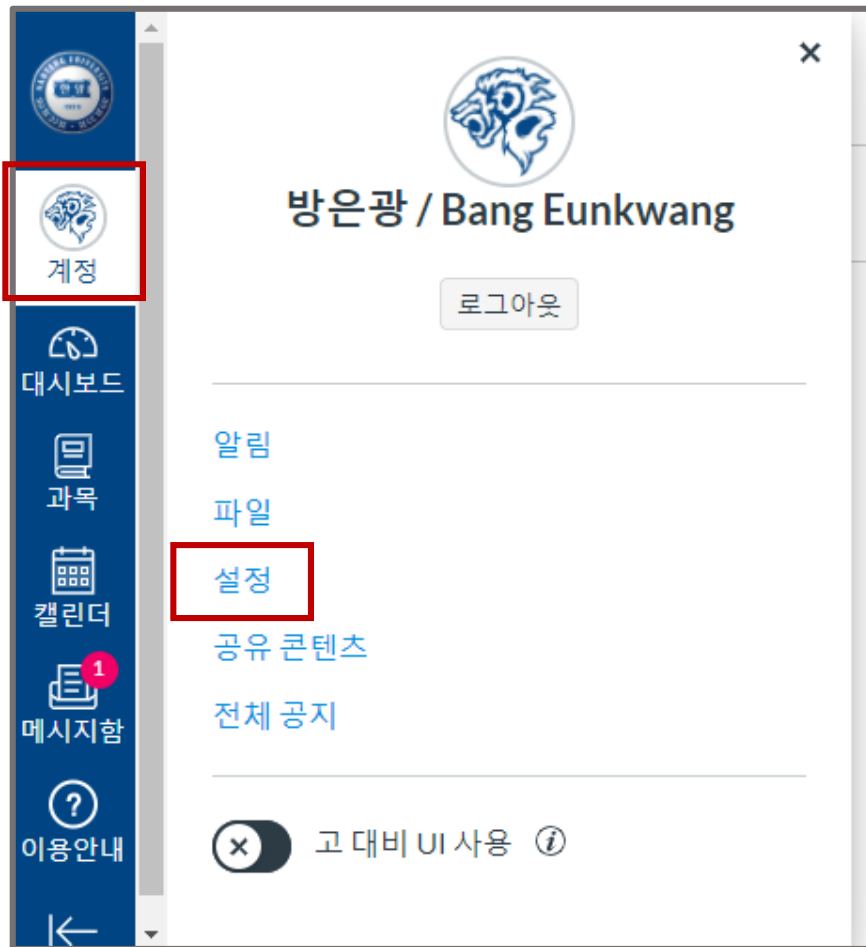 계정
대시보드
과목
캘린더
1
메시지함
이용안내
방은광 / Bang Eunkwang
로그아웃
알림
파일
설정
공유 콘텐츠
전체 공지
고 대비 UI 사용